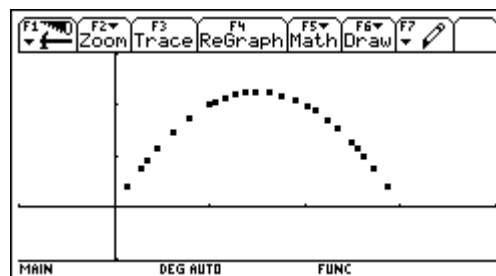 F1 F2 Zoom F3 Trace F4 ReGraph F5 Math F6 Draw F7
MAIN DEG AUTO FUNC